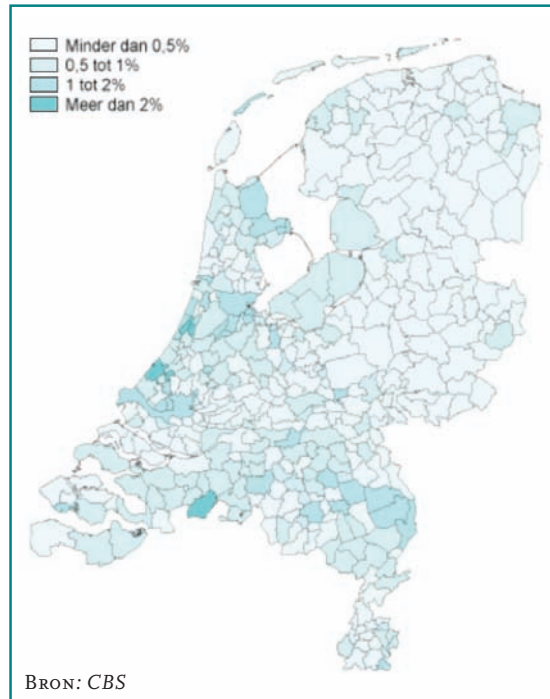 Minder dan 0,5%
0,5 tot 1%
1 tot 2%
Meer dan 2%
BRON: CBS